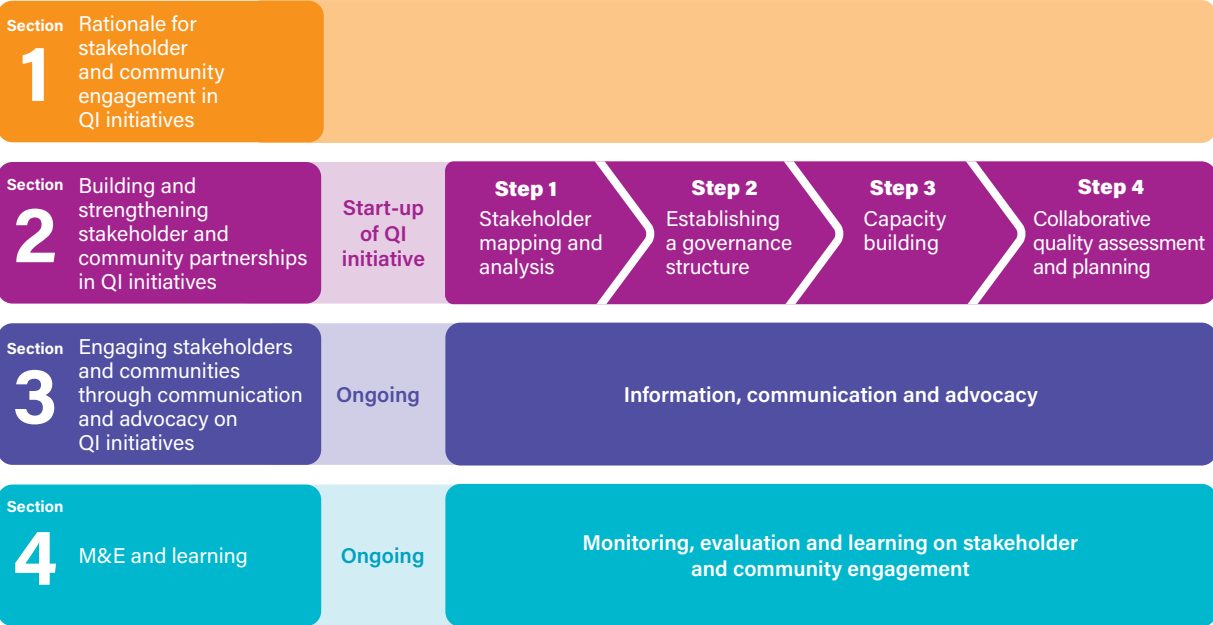 Section
1
Rationale for
stakeholder
and community
engagement in
QI initiatives
Section
2
Building and
strengthening
stakeholder and
community partnerships
in QI initiatives
Start-up
of QI
initiative
Step 1
Stakeholder
mapping and
analysis
Step 2
Establishing
a governance
structure
Step 3
Capacity
building
Step 4
Collaborative
quality assessment
and planning
Section
3
Engaging stakeholders
and communities
through communication
and advocacy on
QI initiatives
Ongoing
Information, communication and advocacy
Section
4
M&E and learning
Ongoing
Monitoring, evaluation and learning on stakeholder
and community engagement